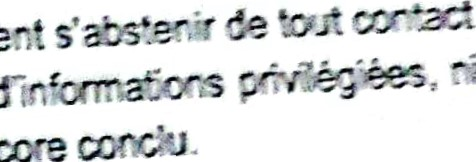 ent s'abstenir de tout contact
d'informations privilégiées, ni
core conclu.